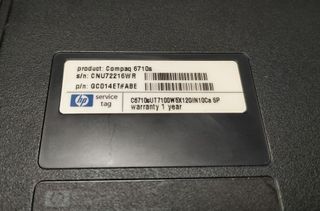 product: Compaq 6710s
s/n: CNU72216WR
p/n: GC014ET#ABE
hp
service
tag
C6710sUT7100W5X120IN10Ca SP
warranty 1 year